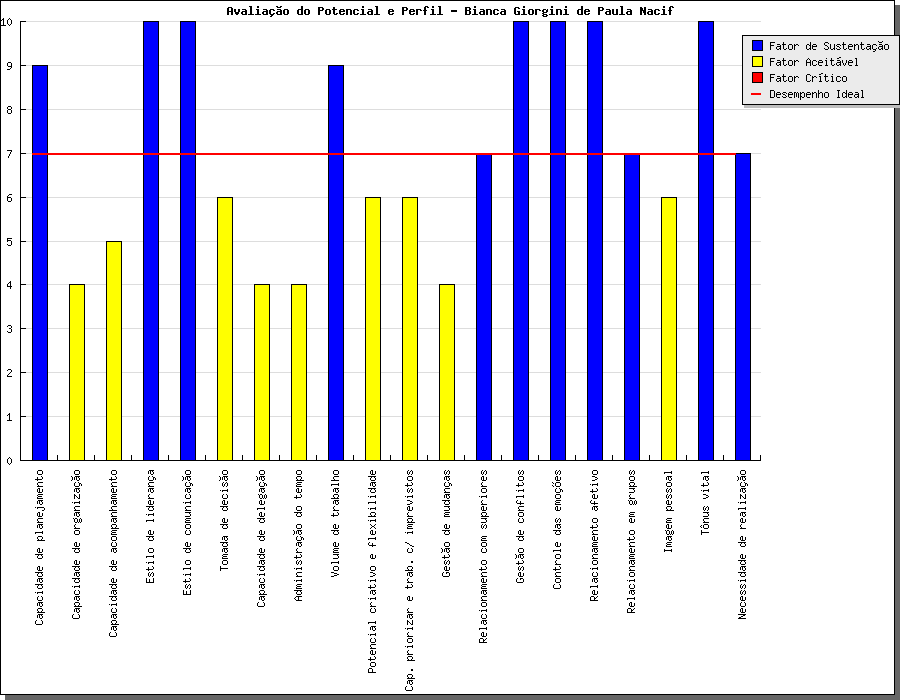 Avaliação do Potencial e Perfil - Bianca Giorgini de Paula Nacif
Fator de Sustentação
Fator Aceitável
Fator Crítico
Desempenho Ideal
10
9
8
7
6
5
4
3
2
1
0
Capacidade de planejamento
Capacidade de organização
Capacidade de acompanhamento
Estilo de liderança
Estilo de comunicação
Tomada de decisão
Capacidade de delegação
Administração do tempo
Volume de trabalho
Potencial criativo e flexibilidade
Cap. priorizar e trab. c/ imprevistos
Gestão de mudanças
Relacionamento com superiores
Gestão de conflitos
Controle das emoções
Relacionamento afetivo
Relacionamento em grupos
Imagem pessoal
Tônus vital
Necessidade de realização